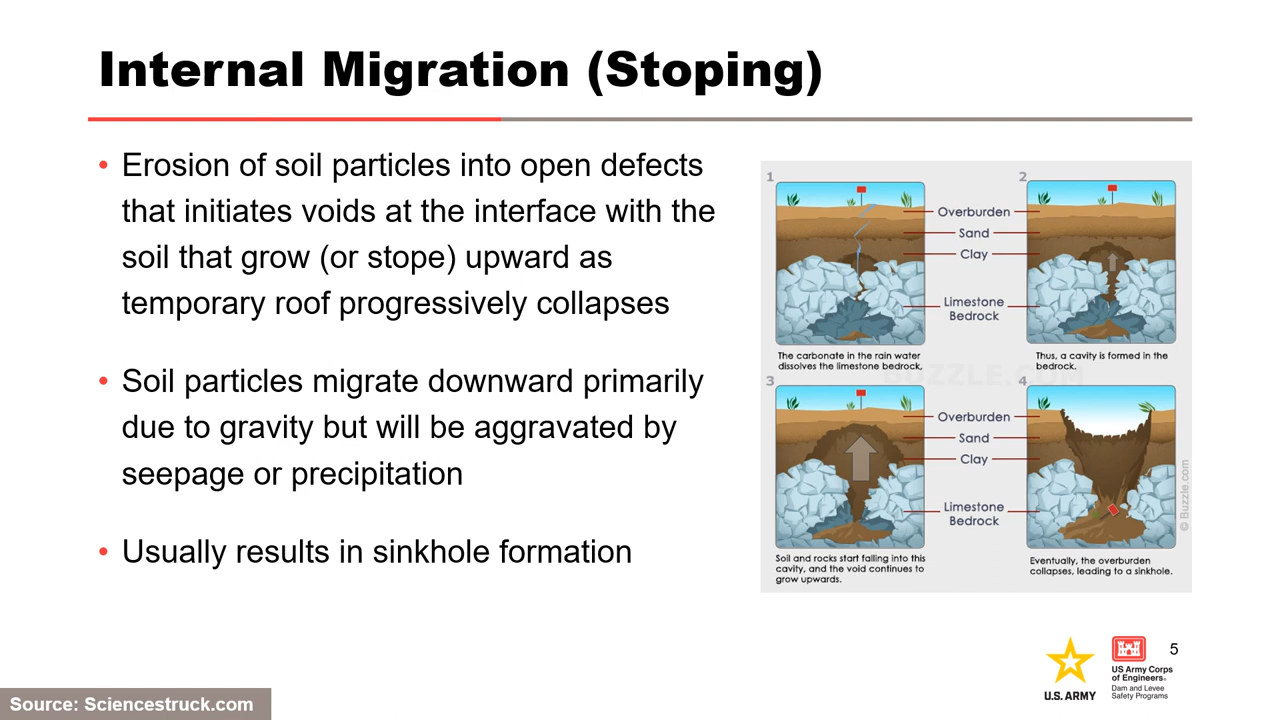 Internal Migration (Stoping)
• Erosion of soil particles into open defects
that initiates voids at the interface with the
soil that grow (or stope) upward as
temporary roof progressively collapses
• Soil particles migrate downward primarily
due to gravity but will be aggravated by
seepage or precipitation
• Usually results in sinkhole formation
1
2
Overburden
Sand
Clay
Limestone
Bedrock
The carbonate in the rain water
dissolves the limestone bedrock,
Thus, a cavity is formed in the
bedrock.
BUZZLE.COM
3
4
Overburden
Sand
Clay
Limestone
Bedrock
© Buzzle.com
Soil and rocks start falling into this
cavity, and the void continues to
grow upwards.
Eventually, the overburden
collapses, leading to a sinkhole.
U.S. ARMY
US Army Corps
of Engineers®
Dam and Levee
Safety Programs
5
Source: Sciencestruck.com